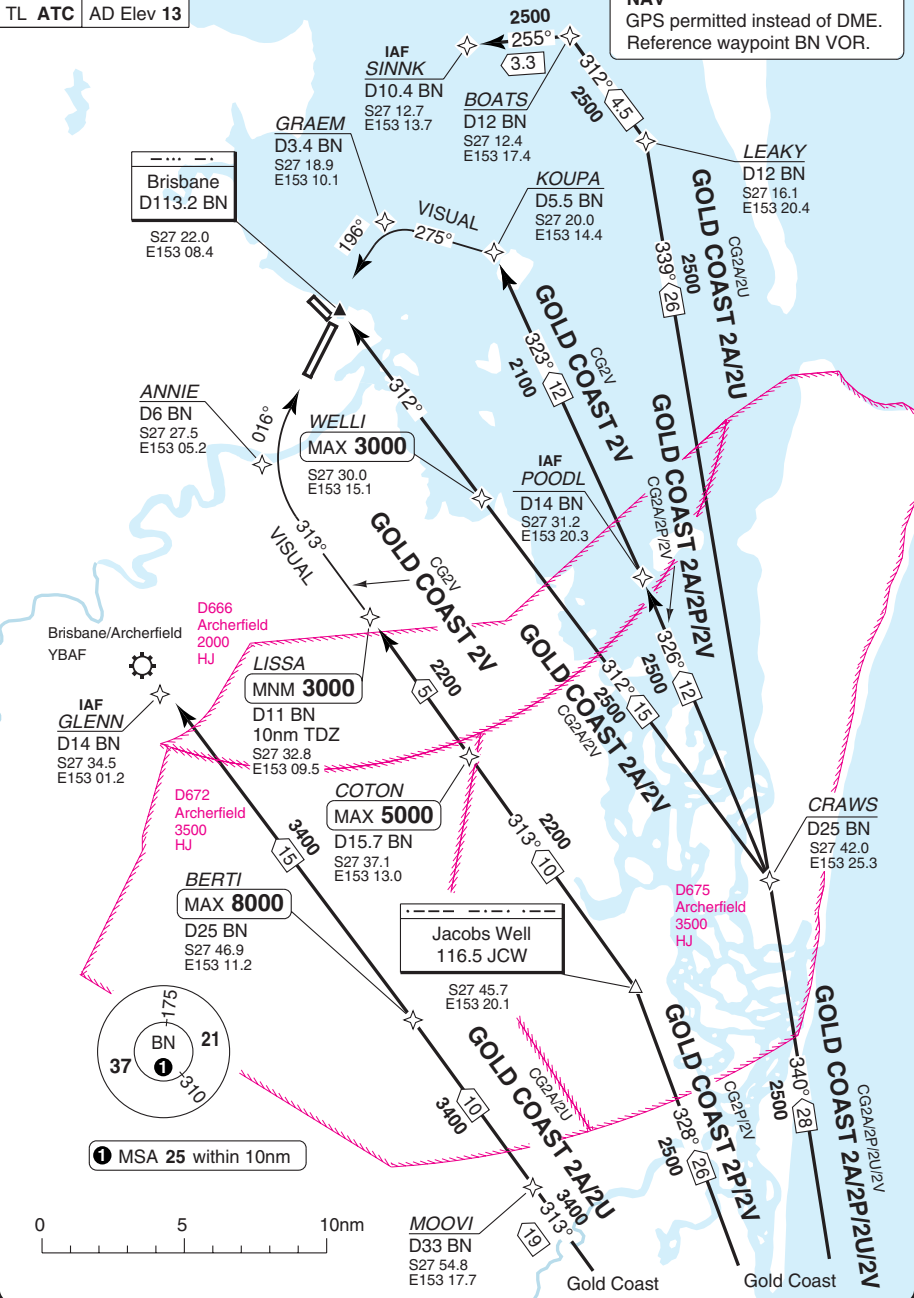 TL ATC AD Elev 13
NAV
GPS permitted instead of DME.
Reference waypoint BN VOR.
2500
255°
3.3
IAF
SINNK
D10.4 BN
S27 12.7
E153 13.7
BOATS
D12 BN
S27 12.4
E153 17.4
312°
4.5
2500
LEAKY
D12 BN
S27 16.1
E153 20.4
GRAEM
D3.4 BN
S27 18.9
E153 10.1
Brisbane
D113.2 BN
S27 22.0
E153 08.4
KOUPA
D5.5 BN
S27 20.0
E153 14.4
VISUAL
275°
196°
339°
26
2500
GOLD COAST 2A/2U
CG2A/2U
323°
12
2100
GOLD COAST 2V
CG2V
312°
ANNIE
D6 BN
S27 27.5
E153 05.2
016°
WELLI
MAX 3000
S27 30.0
E153 15.1
IAF
POODL
D14 BN
S27 31.2
E153 20.3
GOLD COAST 2A/2P/2V
CG2A/2P/2V
326°
12
2500
313°
VISUAL
GOLD COAST 2V
CG2V
D666
Archerfield
2000
HJ
Brisbane/Archerfield
YBAF
IAF
GLENN
D14 BN
S27 34.5
E153 01.2
LISSA
MNM 3000
D11 BN
10nm TDZ
S27 32.8
E153 09.5
2200
5
312°
15
2500
GOLD COAST 2A/2V
CG2A/2V
COTON
MAX 5000
D15.7 BN
S27 37.1
E153 13.0
D672
Archerfield
3500
HJ
3400
15
2200
313°
10
CRAWS
D25 BN
S27 42.0
E153 25.3
BERTI
MAX 8000
D25 BN
S27 46.9
E153 11.2
D675
Archerfield
3500
HJ
Jacobs Well
116.5 JCW
S27 45.7
E153 20.1
175
BN
21
37
1
310
1 MSA 25 within 10nm
10
3400
GOLD COAST 2A/2U
CG2A/2U
GOLD COAST 2P/2V
CG2P/2V
328°
26
2500
340°
28
2500
GOLD COAST 2A/2P/2U/2V
CG2A/2P/2U/2V
MOOVI
D33 BN
S27 54.8
E153 17.7
3400
313°
19
0 5 10nm
Gold Coast
Gold Coast